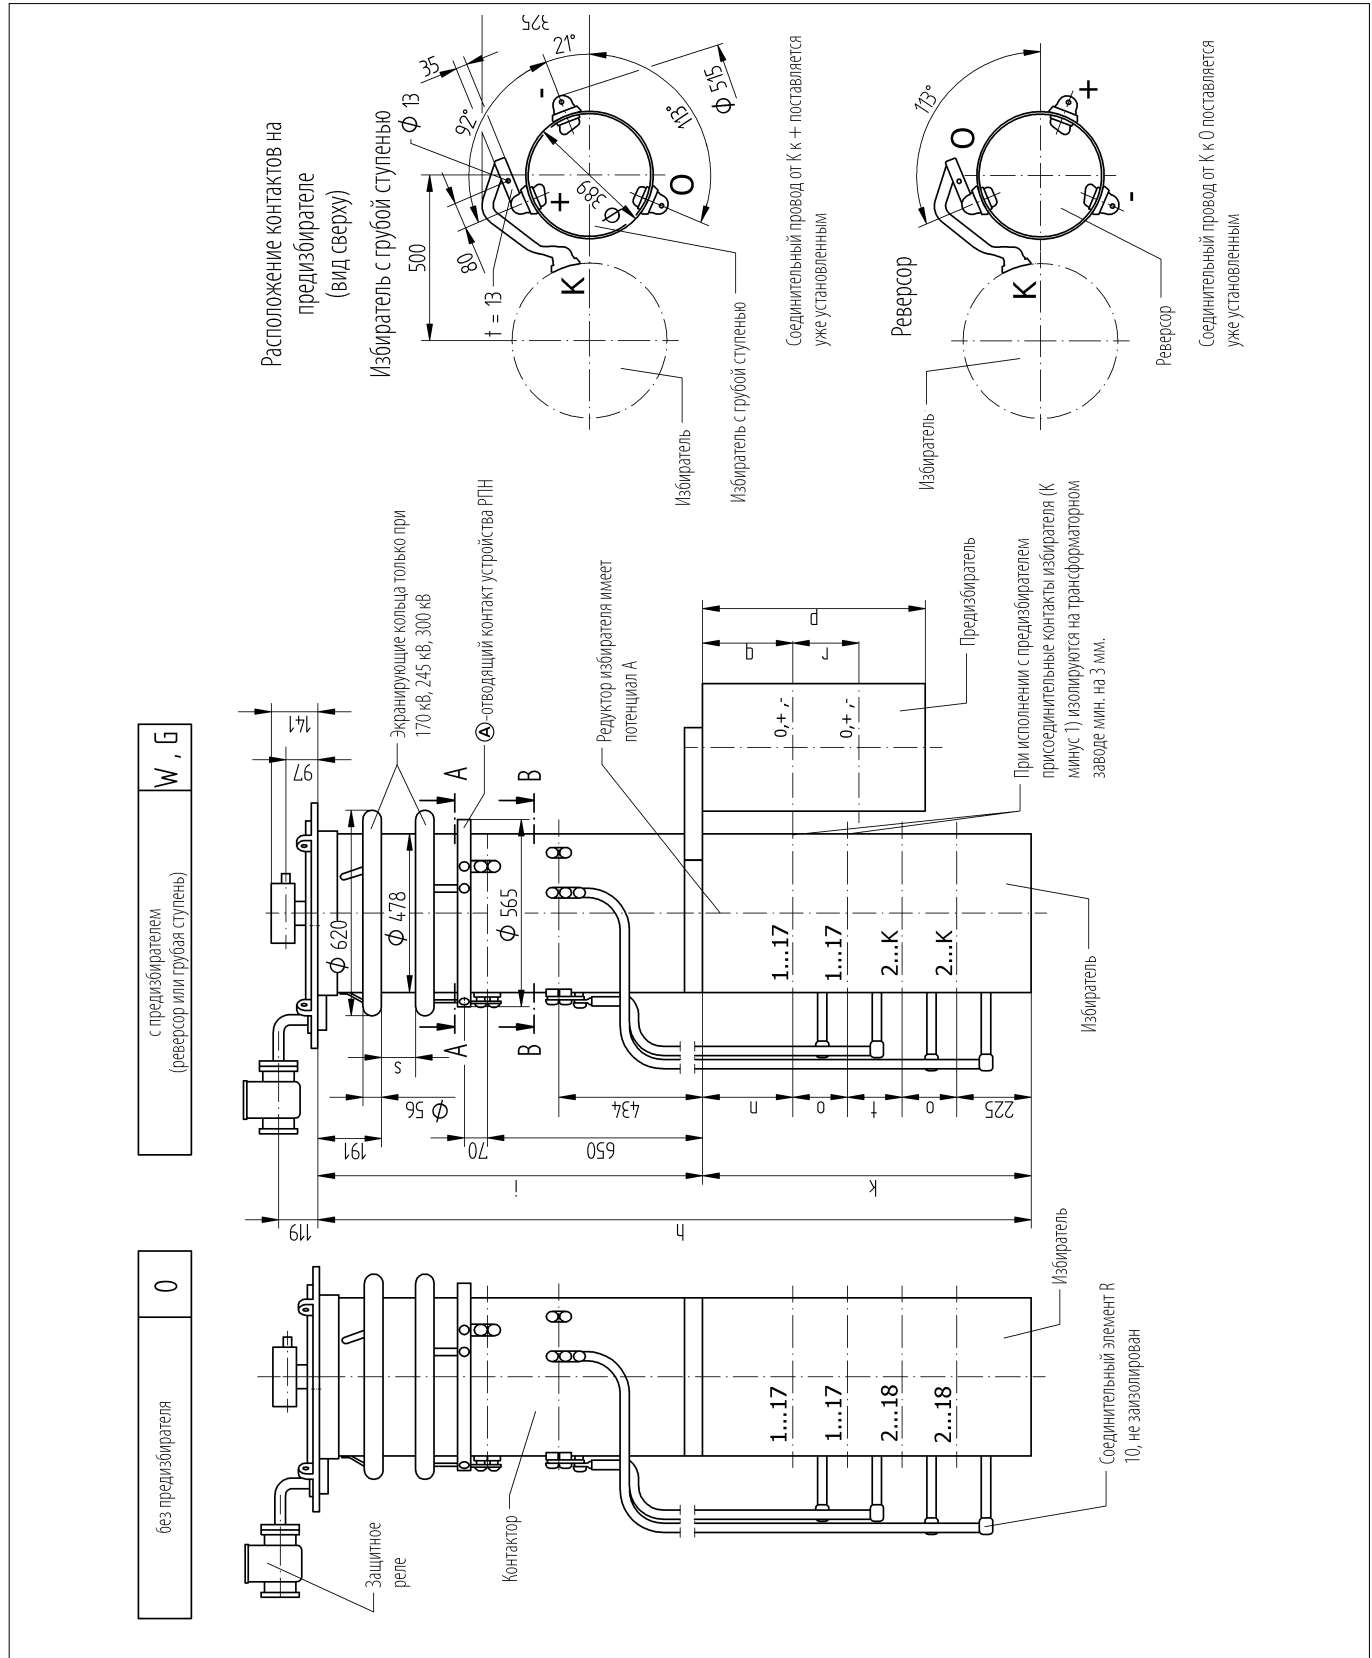 без предизбирателя
0
с предизбирателем
(реверсор или грубая ступень)
W , G
Защитное
реле
Контактор
1...17
1...17
2...18
2...18
Избиратель
Соединительный элемент R
10, не заизолирован
119
h
i
k
191
70
650
434
ϕ 56
s
n
o
t
o
225
ϕ 620
ϕ 478
ϕ 565
97
141
A
A
B
B
1...17
1...17
2...K
2...K
Избиратель
Экранирующие кольца только при
170 кВ, 245 кВ, 300 кВ
Ⓐ-отводящий контакт устройства РПН
Редуктор избирателя имеет
потенциал А
0,+ ,-
0,+ ,-
q
r
p
Предизбиратель
При исполнении с предизбирателем
присоединительные контакты избирателя (К
минус 1) изолируются на трансформаторном
заводе мин. на 3 мм.
Расположение контактов на
предизбирателе
(вид сверху)
Избиратель с грубой ступенью
325
500
80
35
ϕ 13
t = 13
92°
21°
113°
ϕ 515
ϕ 389
K
+
-
O
Избиратель
Избиратель с грубой ступенью
Соединительный провод от К к + поставляется
уже установленным
Реверсор
113°
K
O
+
-
Избиратель
Реверсор
Соединительный провод от К к О поставляется
уже установленным